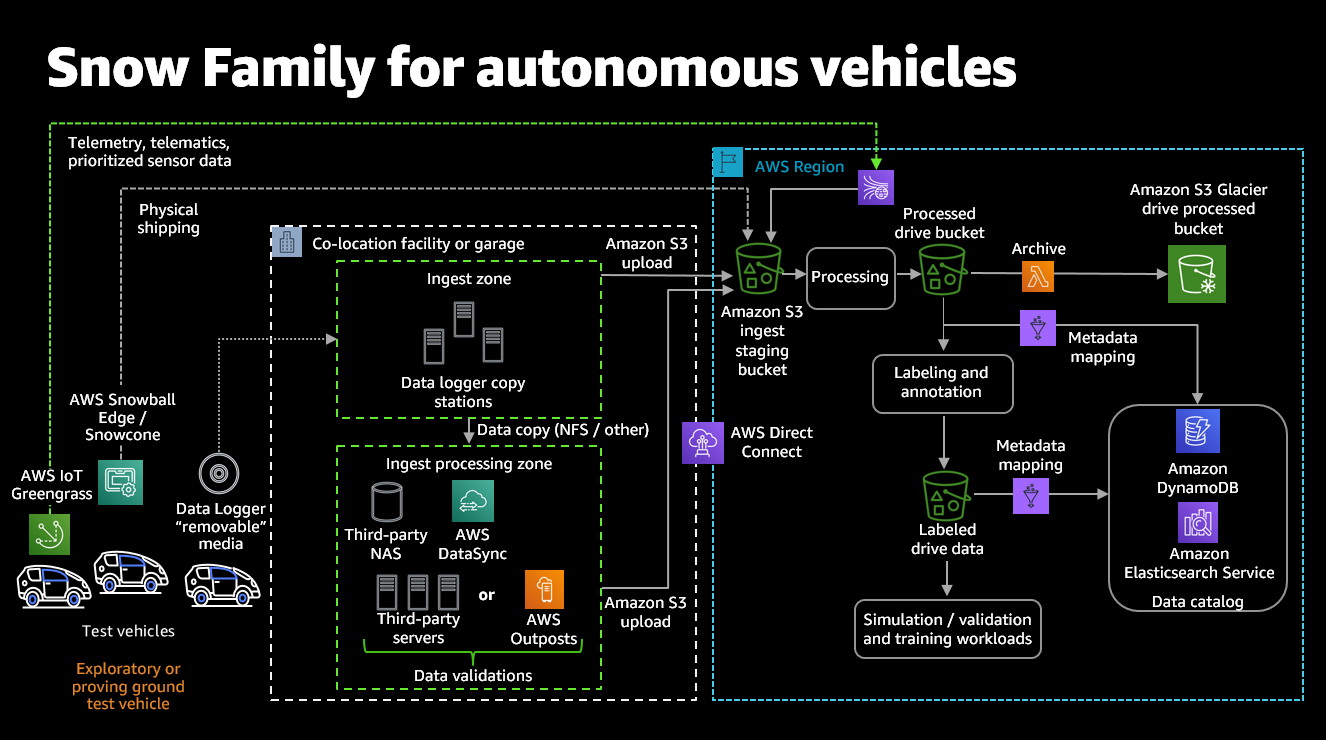 Snow Family for autonomous vehicles
Telemetry, telematics,
prioritized sensor data
Physical
shipping
AWS Snowball
Edge /
Snowcone
AWS IoT
Greengrass
Data Logger
“removable”
media
Test vehicles
Exploratory or
proving ground
test vehicle
Co-location facility or garage
Ingest zone
Data logger copy
stations
Data copy (NFS / other)
Ingest processing zone
Third-party
NAS
AWS
DataSync
Third-party
servers
or
AWS
Outposts
Data validations
Amazon S3
upload
Amazon S3
upload
AWS Region
Amazon S3
ingest
staging
bucket
AWS Direct
Connect
Processing
Processed
drive bucket
Archive
Amazon S3 Glacier
drive processed
bucket
Metadata
mapping
Labeling and
annotation
Metadata
mapping
Labeled
drive data
Simulation / validation
and training workloads
Amazon
DynamoDB
Amazon
Elasticsearch Service
Data catalog